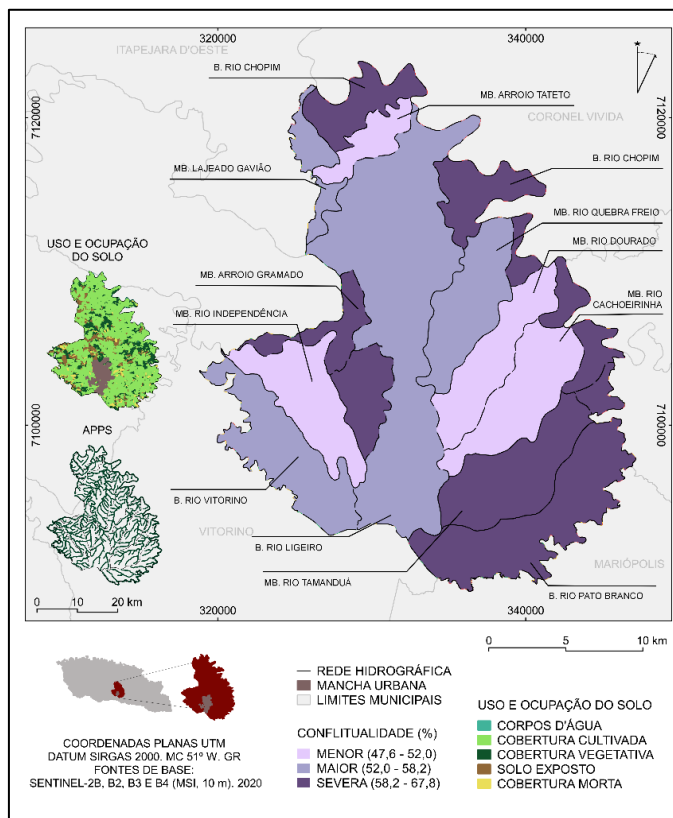 320000
340000
ITAPEJARA D'OESTE
B. RIO CHOPIM
MB. ARROIO TATETO
7120000
7120000
CORONEL VIVIDA
MB. LAJEADO GAVIÃO
B. RIO CHOPIM
MB. RIO QUEBRA FREIO
USO E OCUPAÇÃO
DO SOLO
MB. RIO DOURADO
MB. ARROIO GRAMADO
MB. RIO
CACHOEIRINHA
MB. RIO INDEPENDÊNCIA
APPS
7100000
7100000
B. RIO VITORINO
VITORINO
B. RIO LIGEIRO
MARIÓPOLIS
MB. RIO TAMANDUÁ
B. RIO PATO BRANCO
0 10 20 km
320000
340000
0 5 10 km
REDE HIDROGRÁFICA
MANCHA URBANA
LIMITES MUNICIPAIS
COORDENADAS PLANAS UTM
DATUM SIRGAS 2000. MC 51º W. GR
FONTES DE BASE:
SENTINEL-2B, B2, B3 E B4 (MSI, 10 m). 2020
CONFLITUALIDADE (%)
MENOR (47,6 - 52,0)
MAIOR (52,0 - 58,2)
SEVERA (58,2 - 67,8)
USO E OCUPAÇÃO DO SOLO
CORPOS D'ÁGUA
COBERTURA CULTIVADA
COBERTURA VEGETATIVA
SOLO EXPOSTO
COBERTURA MORTA